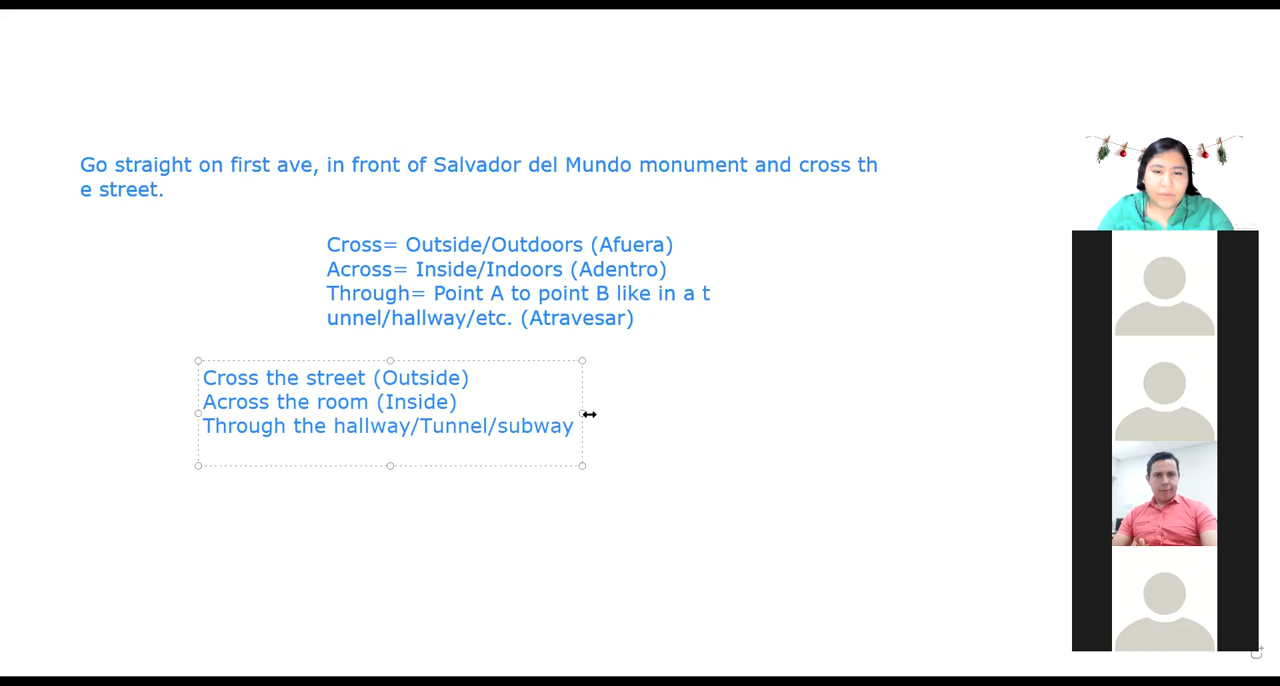 Go straight on first ave, in front of Salvador del Mundo monument and cross th
e street.
Cross= Outside/Outdoors (Afuera)
Across= Inside/Indoors (Adentro)
Through= Point A to point B like in a t
unnel/hallway/etc. (Atravesar)
Cross the street (Outside)
Across the room (Inside)
Through the hallway/Tunnel/subway